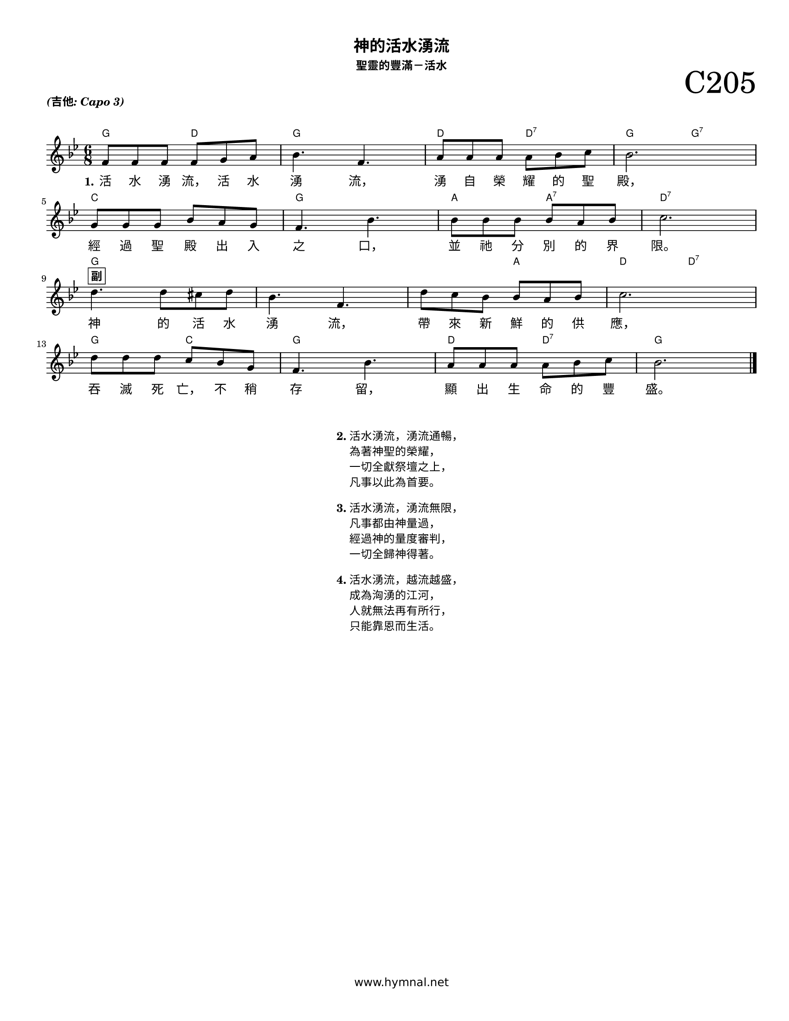 神的活水湧流
聖靈的豐滿－活水
C205
(吉他: Capo 3)
G D G D D7 G G7
1. 活 水 湧 流， 活 水 湧 流， 湧 自 榮 耀 的 聖 殿，
5 C G A A7 D7
經 過 聖 殿 出 入 之 口， 並 祂 分 別 的 界 限。
G A D D7
9 副
神 的 活 水 湧 流， 帶 來 新 鮮 的 供 應，
13 G C G D D7 G
吞 滅 死 亡， 不 稍 存 留， 顯 出 生 命 的 豐 盛。
2. 活水湧流，湧流通暢，
為著神聖的榮耀，
一切全獻祭壇之上，
凡事以此為首要。
3. 活水湧流，湧流無限，
凡事都由神量過，
經過神的量度審判，
一切全歸神得著。
4. 活水湧流，越流越盛，
成為洶湧的江河，
人就無法再有所行，
只能靠恩而生活。
www.hymnal.net